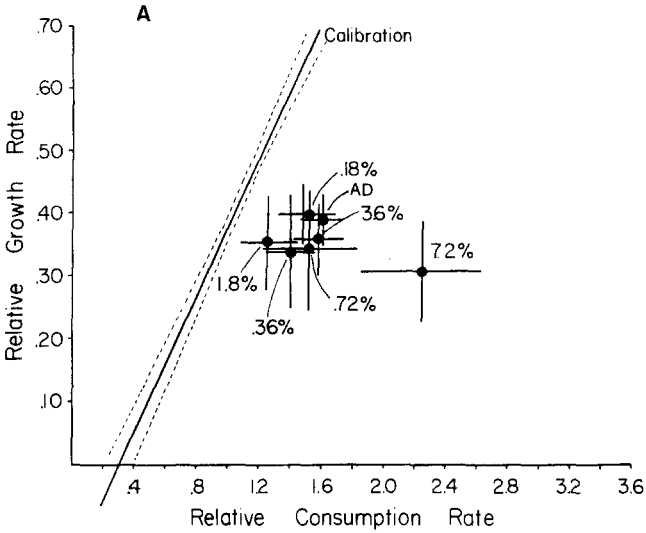 A
.70
Calibration
.60
.50
.18%
AD
.40
3.6%
7.2%
.30
1.8%
.72%
.36%
.20
.10
Relative Growth Rate
.4 .8 1.2 1.6 2.0 2.4 2.8 3.2 3.6
Relative Consumption Rate